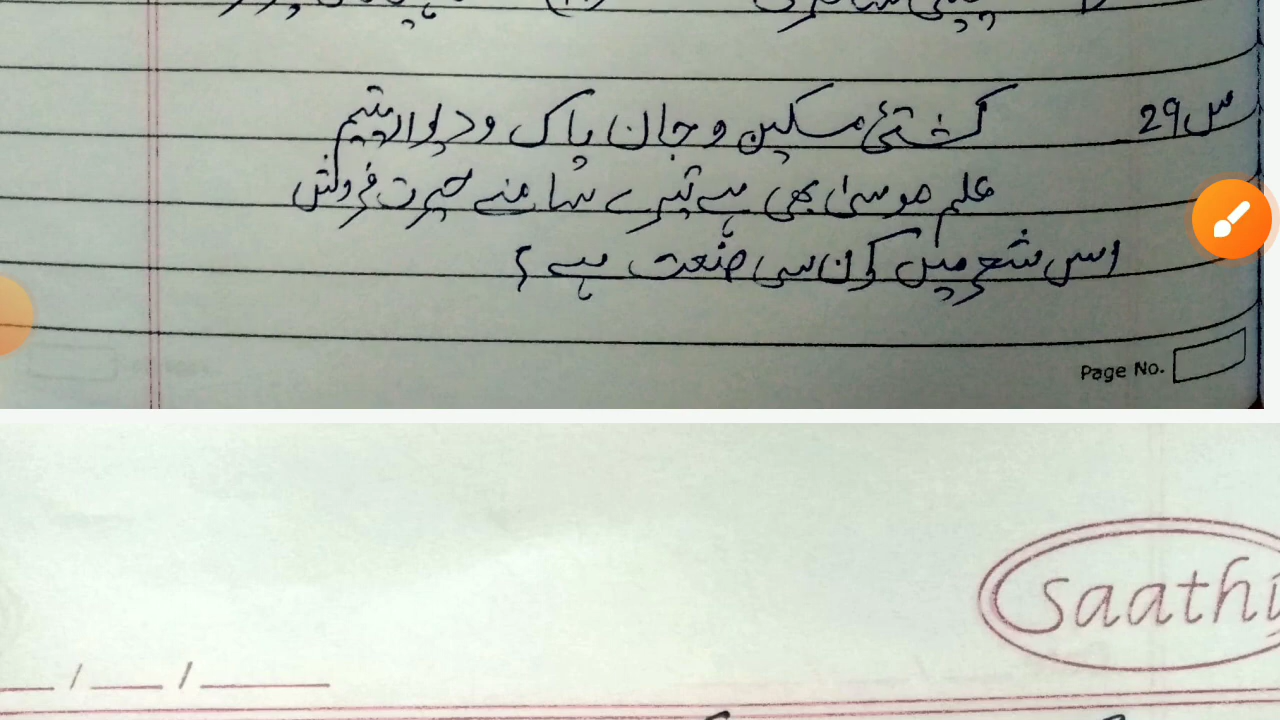 س 29 کشتئ مسکین و جان پاک و دیوار یتیم
علم موسیٰ بھی ہے تیرے سامنے حیرت فروش
اس شعر میں کون سی صنعت ہے ؟
Page No.
Saathi